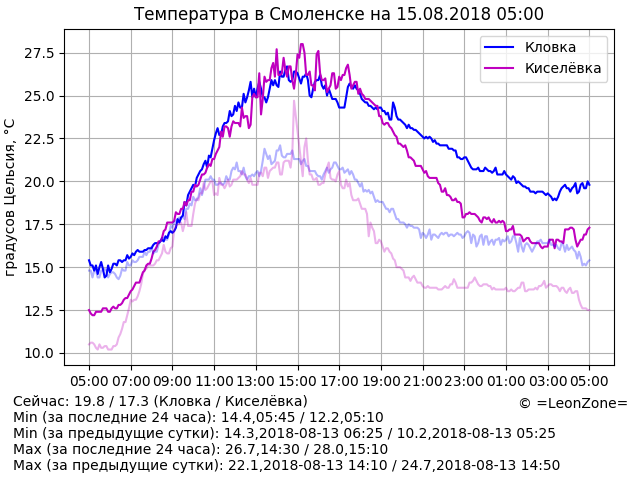 Температура в Смоленске на 15.08.2018 05:00
Кловка
Киселёвка
градусов Цельсия, °C
27.5
25.0
22.5
20.0
17.5
15.0
12.5
10.0
05:00 07:00 09:00 11:00 13:00 15:00 17:00 19:00 21:00 23:00 01:00 03:00 05:00
Сейчас: 19.8 / 17.3 (Кловка / Киселёвка)
© =LeonZone=
Min (за последние 24 часа): 14.4,05:45 / 12.2,05:10
Min (за предыдущие сутки): 14.3,2018-08-13 06:25 / 10.2,2018-08-13 05:25
Max (за последние 24 часа): 26.7,14:30 / 28.0,15:10
Max (за предыдущие сутки): 22.1,2018-08-13 14:10 / 24.7,2018-08-13 14:50